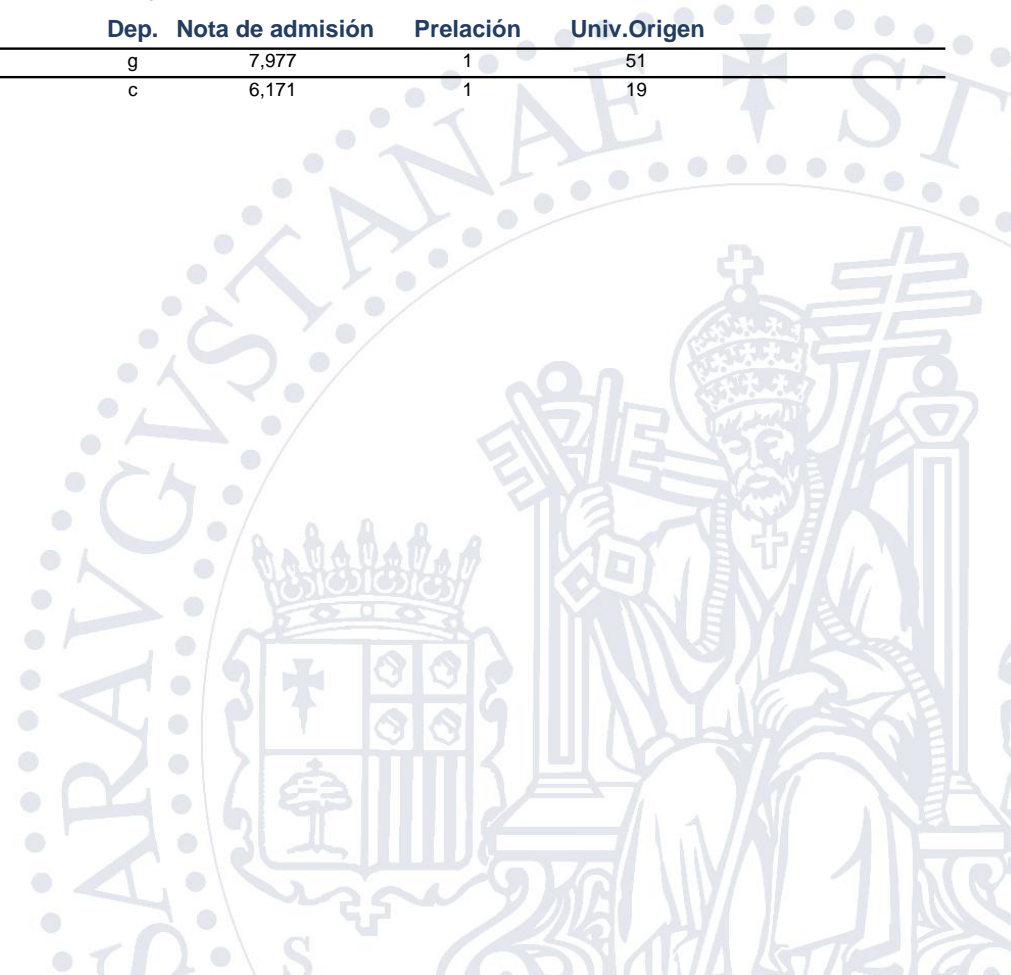 Dep. Nota de admisión Prelación Univ.Origen
g 7,977 1 51
c 6,171 1 19
SARAVGVSTANAE ST
S